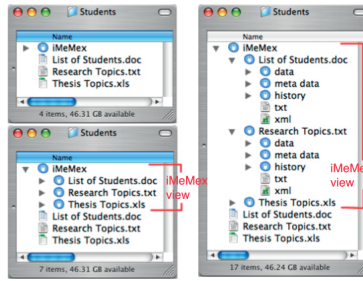 Students
Name
iMeMex
List of Students.doc
Research Topics.txt
Thesis Topics.xls
4 items, 46.31 GB available
Students
Name
iMeMex
List of Students.doc
Research Topics.txt
Thesis Topics.xls
List of Students.doc
Research Topics.txt
Thesis Topics.xls
7 items, 46.31 GB available
iMeMex
view
Students
Name
iMeMex
List of Students.doc
data
meta data
history
txt
xml
Research Topics.txt
data
meta data
history
txt
xml
Thesis Topics.xls
List of Students.doc
Research Topics.txt
Thesis Topics.xls
17 items, 46.24 GB available
iMeMe
view